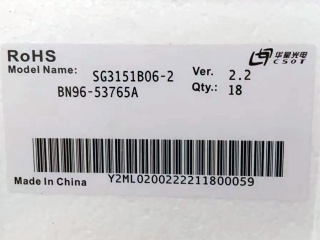 RoHS
华星光电
CSOT
Model Name: SG3151B06-2 Ver. 2.2
BN96-53765A Qty.: 18
Made In China Y2ML0200222211800059